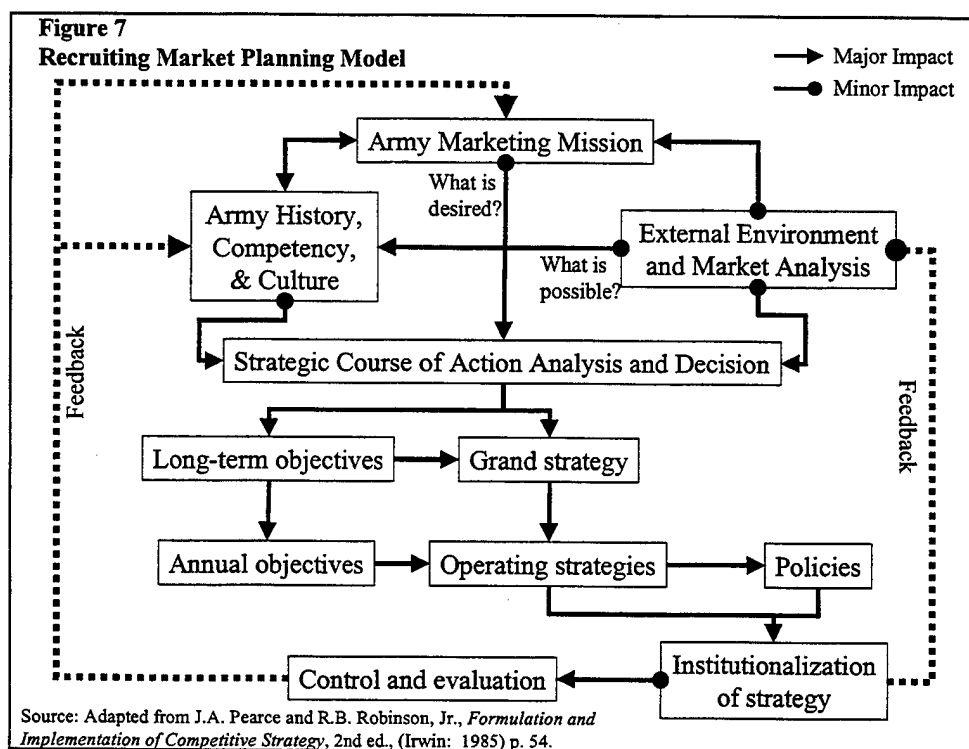 Figure 7
Recruiting Market Planning Model
Major Impact
Minor Impact
Army Marketing Mission
What is
desired?
Army History,
Competency,
& Culture
External Environment
and Market Analysis
What is
possible?
Strategic Course of Action Analysis and Decision
Feedback
Feedback
Long-term objectives
Grand strategy
Annual objectives
Operating strategies
Policies
Control and evaluation
Institutionalization
of strategy
Source: Adapted from J.A. Pearce and R.B. Robinson, Jr., Formulation and
Implementation of Competitive Strategy, 2nd ed., (Irwin: 1985) p. 54.